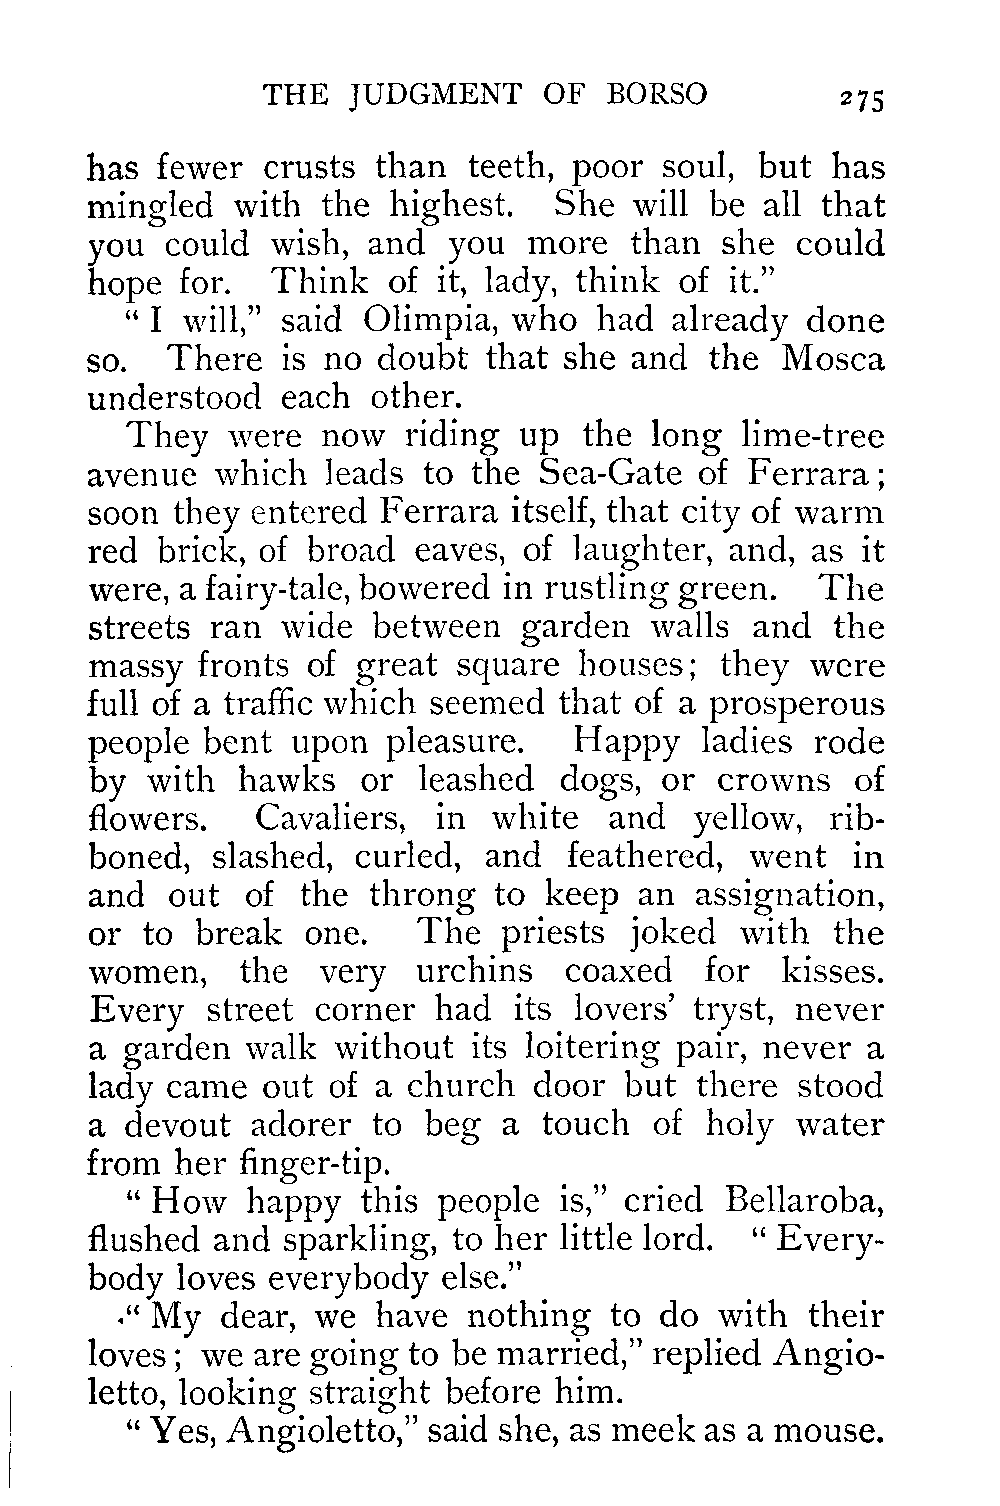 THE JUDGMENT OF BORSO 275
has fewer crusts than teeth, poor soul, but has
mingled with the highest. She will be all that
you could wish, and you more than she could
hope for. Think of it, lady, think of it.”
“ I will,” said Olimpia, who had already done
so. There is no doubt that she and the Mosca
understood each other.
They were now riding up the long lime-tree
avenue which leads to the Sea-Gate of Ferrara ;
soon they entered Ferrara itself, that city of warm
red brick, of broad eaves, of laughter, and, as it
were, a fairy-tale, bowered in rustling green. The
streets ran wide between garden walls and the
massy fronts of great square houses ; they were
full of a traffic which seemed that of a prosperous
people bent upon pleasure. Happy ladies rode
by with hawks or leashed dogs, or crowns of
flowers. Cavaliers, in white and yellow, rib-
boned, slashed, curled, and feathered, went in
and out of the throng to keep an assignation,
or to break one. The priests joked with the
women, the very urchins coaxed for kisses.
Every street corner had its lovers’ tryst, never
a garden walk without its loitering pair, never a
lady came out of a church door but there stood
a devout adorer to beg a touch of holy water
from her finger-tip.
“ How happy this people is,” cried Bellaroba,
flushed and sparkling, to her little lord. “ Every-
body loves everybody else.”
“ My dear, we have nothing to do with their
loves ; we are going to be married,” replied Angio-
letto, looking straight before him.
“ Yes, Angioletto,” said she, as meek as a mouse.